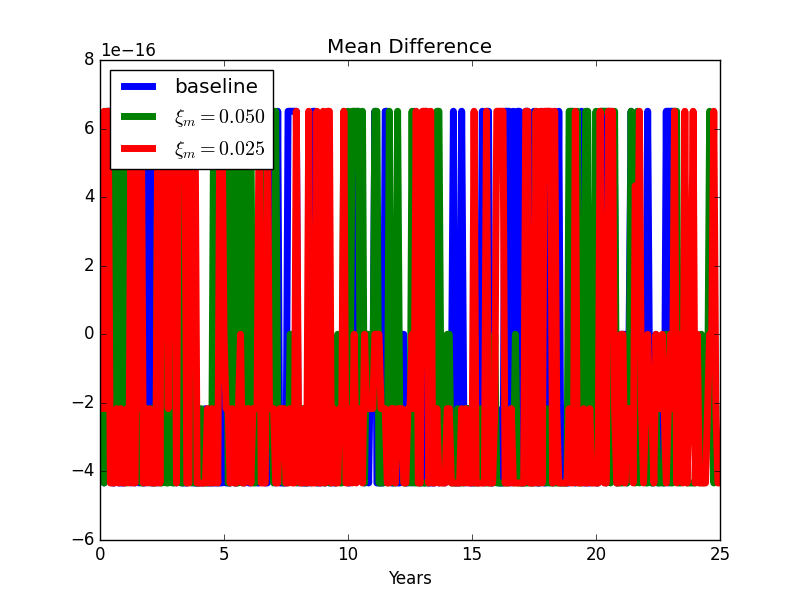 Mean Difference
1e−16
8
6
4
2
0
−2
−4
−6
baseline
ξₘ = 0.050
ξₘ = 0.025
0 5 10 15 20 25
Years